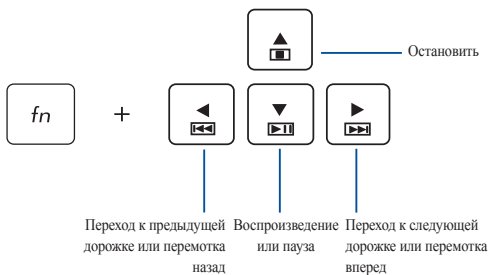 Остановить
fn
+
Переход к предыдущей
дорожке или перемотка
назад
Воспроизведение
или пауза
Переход к следующей
дорожке или перемотка
вперед